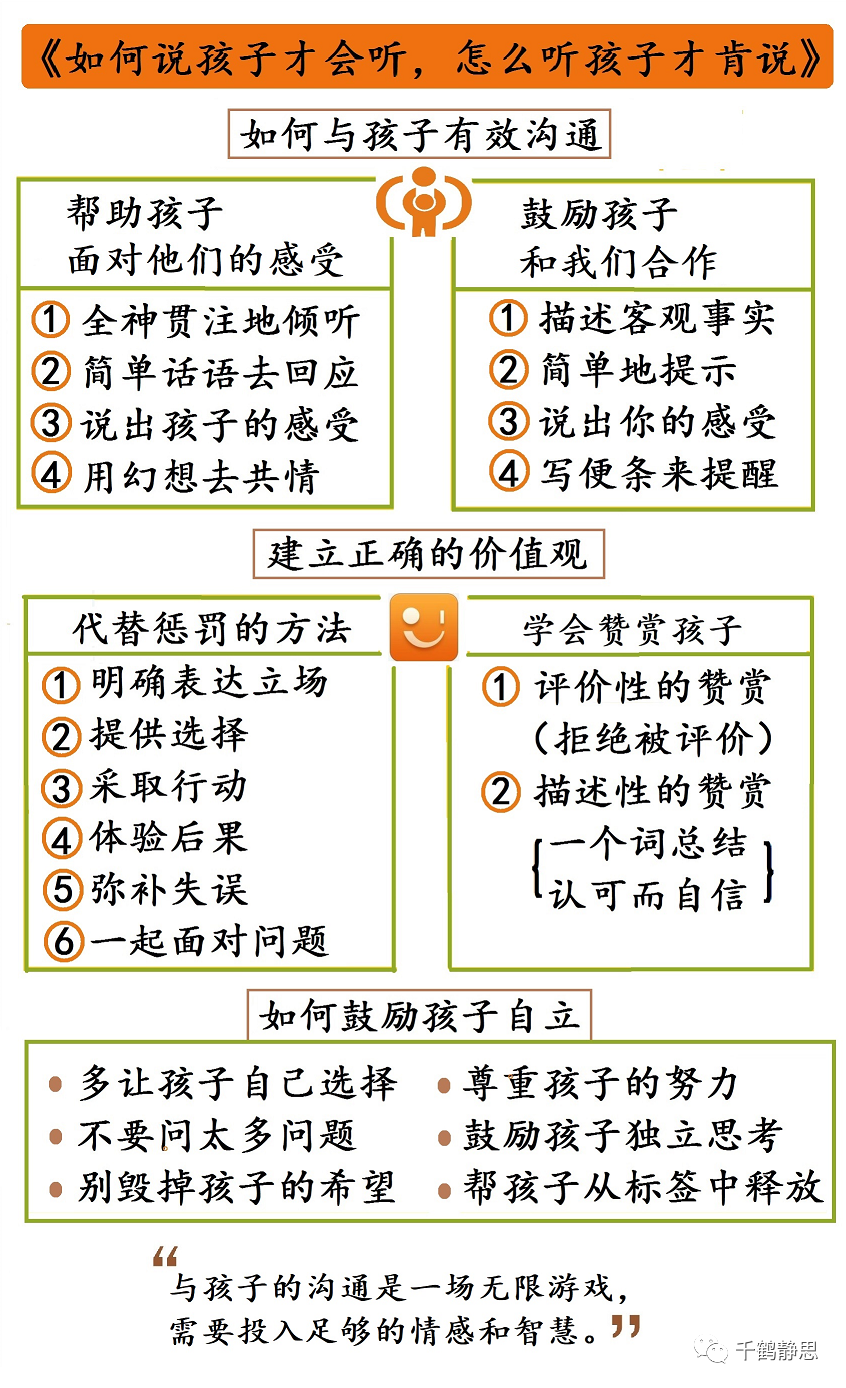 《如何说孩子才会听，怎么听孩子才肯说》
如何与孩子有效沟通
帮助孩子
面对他们的感受
① 全神贯注地倾听
② 简单话语去回应
③ 说出孩子的感受
④ 用幻想去共情
鼓励孩子
和我们合作
① 描述客观事实
② 简单地提示
③ 说出你的感受
④ 写便条来提醒
建立正确的价值观
代替惩罚的方法
① 明确表达立场
② 提供选择
③ 采取行动
④ 体验后果
⑤ 弥补失误
⑥ 一起面对问题
学会赞赏孩子
① 评价性的赞赏
（拒绝被评价）
② 描述性的赞赏
{一个词总结
认可而自信}
如何鼓励孩子自立
• 多让孩子自己选择
• 不要问太多问题
• 别毁掉孩子的希望
• 尊重孩子的努力
• 鼓励孩子独立思考
• 帮孩子从标签中释放
“与孩子的沟通是一场无限游戏，
需要投入足够的情感和智慧。”
千鹤静思